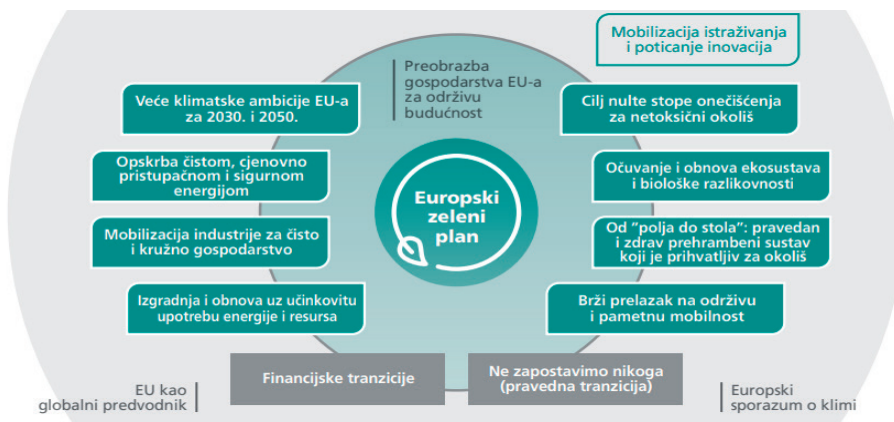 Mobilizacija istraživanja
i poticanje inovacija
Preobrazba
gospodarstva EU-a
za održivu
budućnost
Veće klimatske ambicije EU-a
za 2030. i 2050.
Cilj nulte stope onečišćenja
za netoksični okoliš
Opskrba čistom, cjenovno
pristupačnom i sigurnom
energijom
Očuvanje i obnova ekosustava
i biološke razlikovnosti
Europski
zeleni
plan
Mobilizacija industrije za čisto
i kružno gospodarstvo
Od "polja do stola": pravedan
i zdrav prehrambeni sustav
koji je prihvatljiv za okoliš
Izgradnja i obnova uz učinkovitu
upotrebu energije i resursa
Brži prelazak na održivu
i pametnu mobilnost
Financijske tranzicije
Ne zapostavimo nikoga
(pravedna tranzicija)
EU kao
globalni predvodnik
Europski
sporazum o klimi